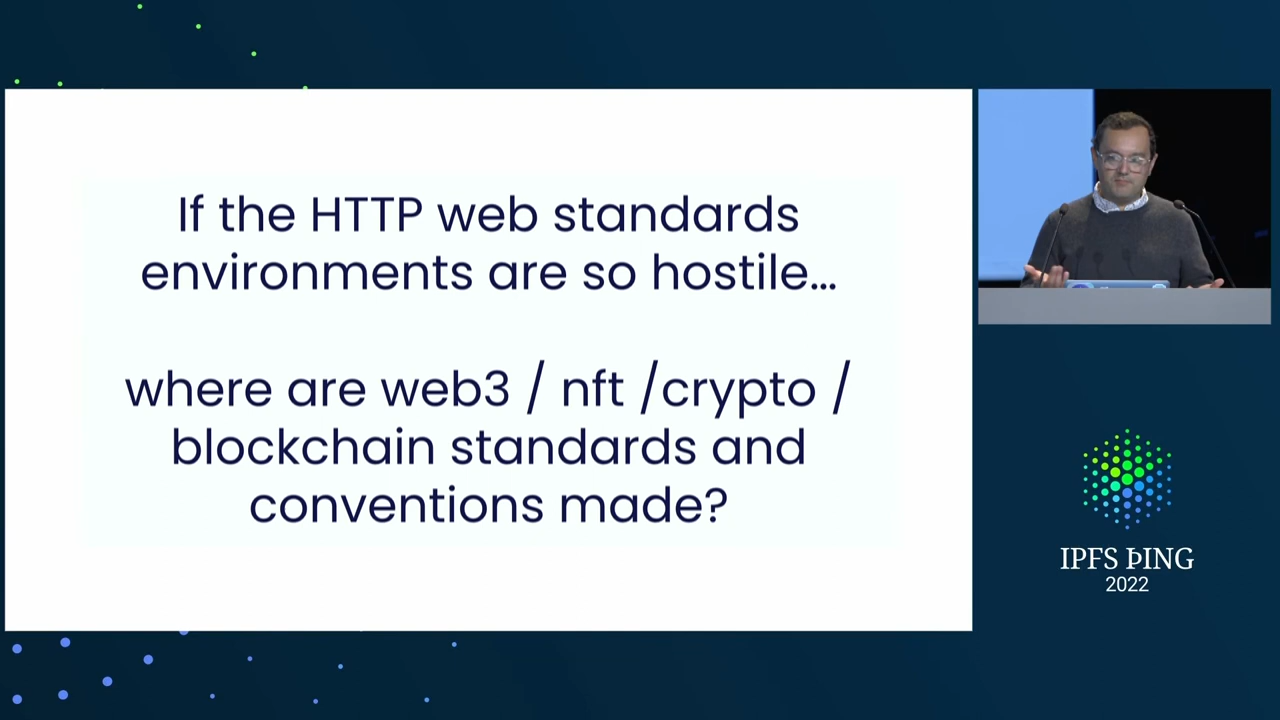 If the HTTP web standards
environments are so hostile...
where are web3 / nft /crypto /
blockchain standards and
conventions made?
IPFS ÞING
2022